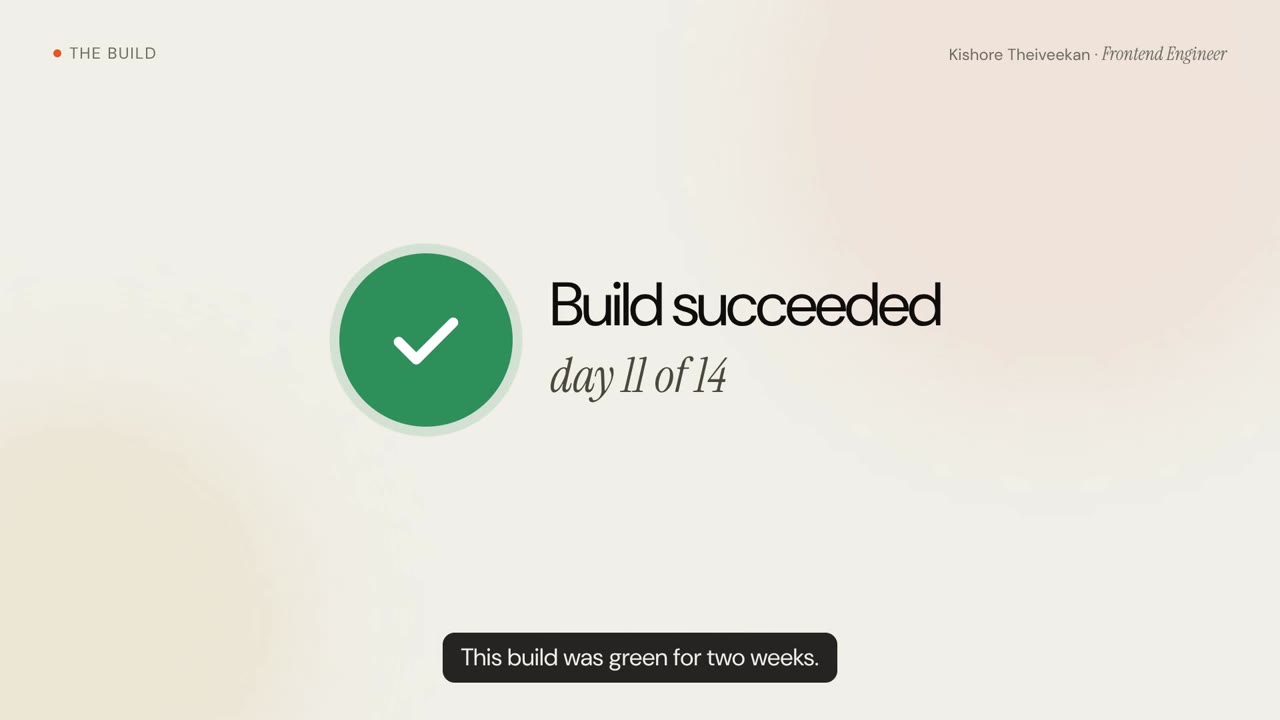 THE BUILD
Kishore Theiveekan · Frontend Engineer
Build succeeded
day 11 of 14
This build was green for two weeks.